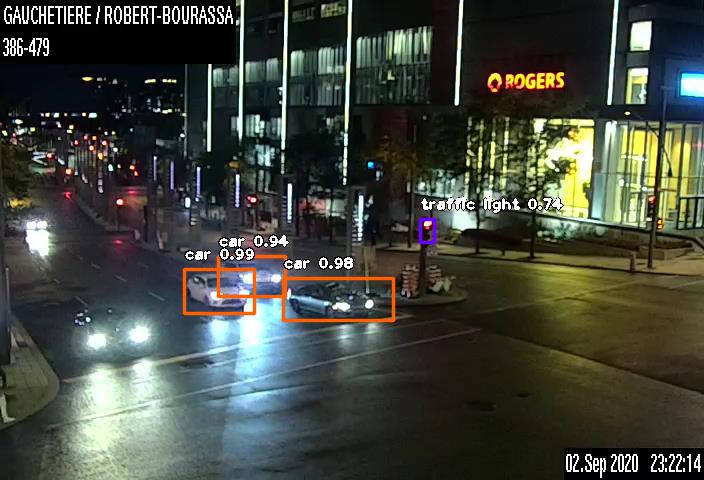 GAUCHETIERE / ROBERT-BOURASSA
386-479
ROGERS
traffic light 0.74
car 0.94
car 0.99
car 0.98
02.Sep 2020 23:22:14